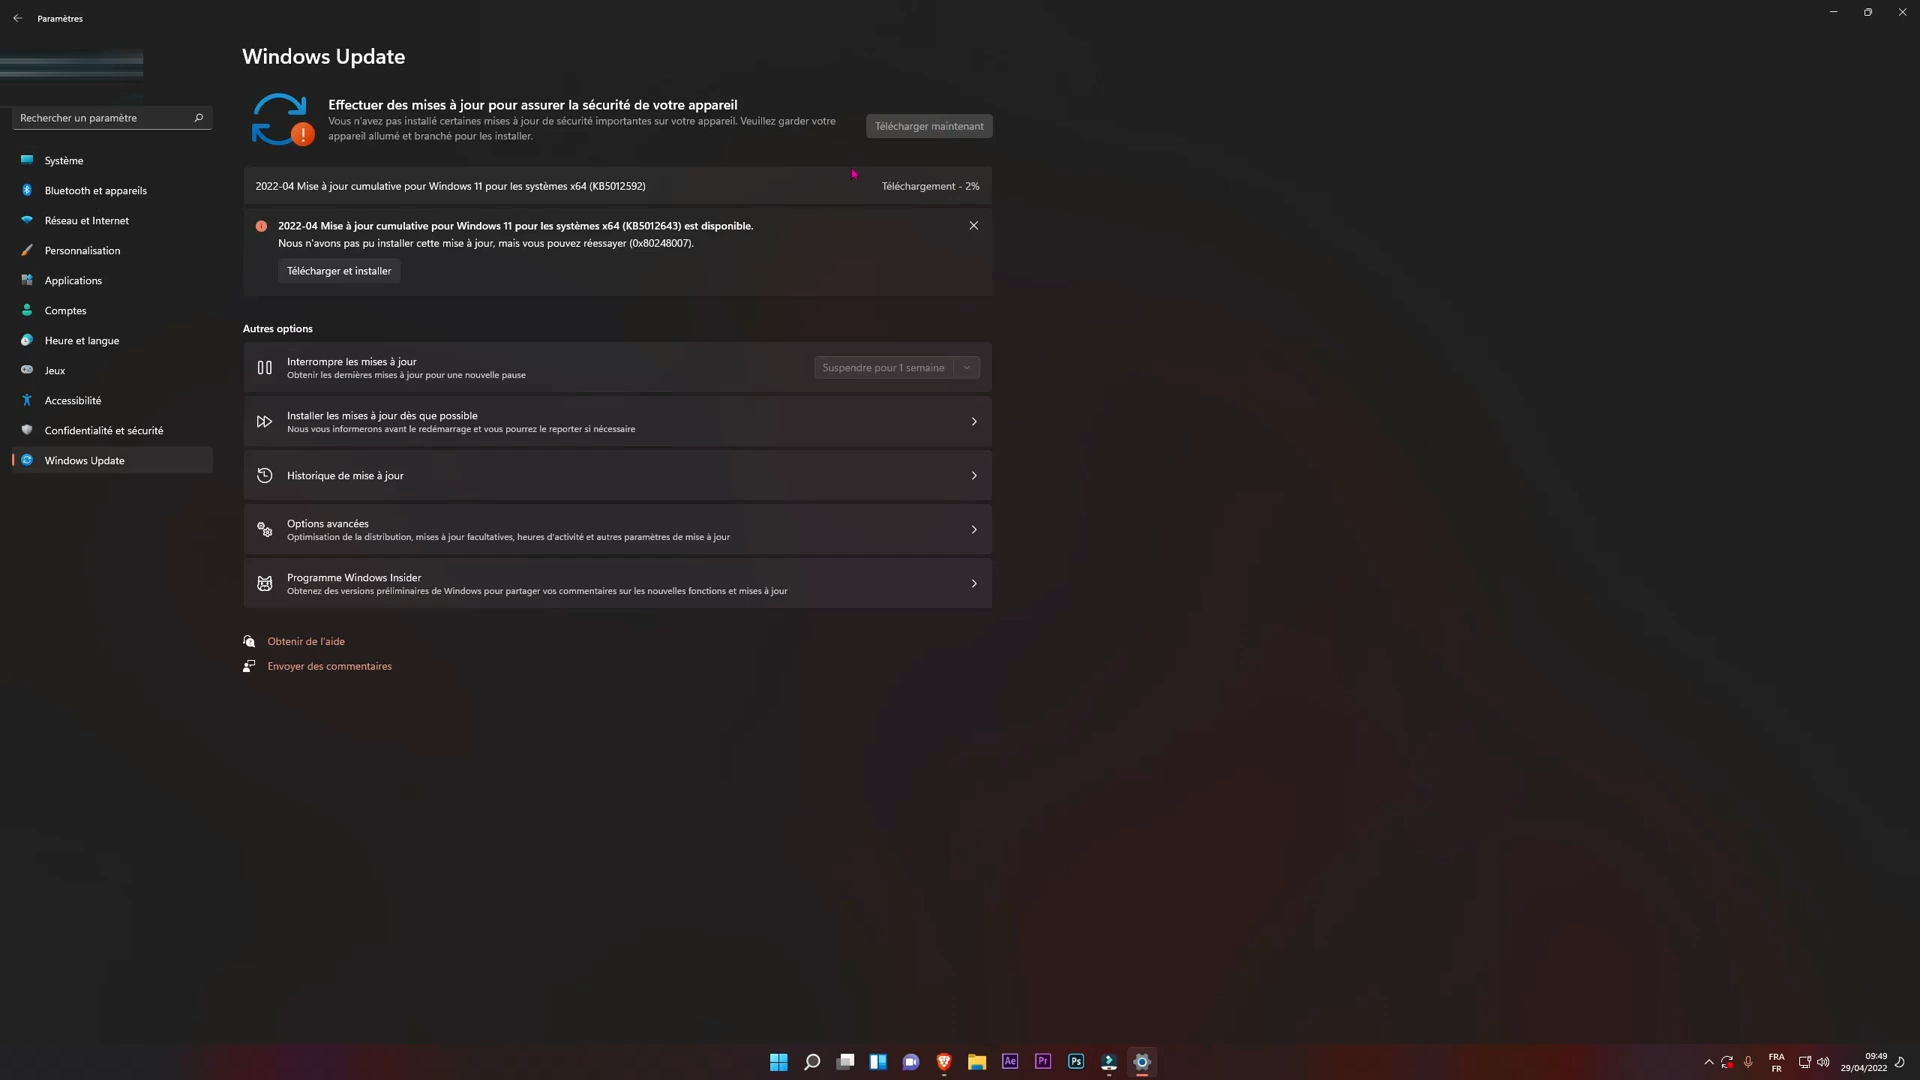 Paramètres
Rechercher un paramètre
Système
Bluetooth et appareils
Réseau et Internet
Personnalisation
Applications
Comptes
Heure et langue
Jeux
Accessibilité
Confidentialité et sécurité
Windows Update
Windows Update
Effectuer des mises à jour pour assurer la sécurité de votre appareil
Vous n'avez pas installé certaines mises à jour de sécurité importantes sur votre appareil. Veuillez garder votre
appareil allumé et branché pour les installer.
Télécharger maintenant
2022-04 Mise à jour cumulative pour Windows 11 pour les systèmes x64 (KB5012592)
Téléchargement - 2%
2022-04 Mise à jour cumulative pour Windows 11 pour les systèmes x64 (KB5012643) est disponible.
Nous n'avons pas pu installer cette mise à jour, mais vous pouvez réessayer (0x80248007).
Télécharger et installer
Autres options
Interrompre les mises à jour
Obtenir les dernières mises à jour pour une nouvelle pause
Suspendre pour 1 semaine
Installer les mises à jour dès que possible
Nous vous informerons avant le redémarrage et vous pourrez le reporter si nécessaire
Historique de mise à jour
Options avancées
Optimisation de la distribution, mises à jour facultatives, heures d'activité et autres paramètres de mise à jour
Programme Windows Insider
Obtenez des versions préliminaires de Windows pour partager vos commentaires sur les nouvelles fonctions et mises à jour
Obtenir de l'aide
Envoyer des commentaires
Ae
Pr
Ps
FRA
FR
09:49
29/04/2022